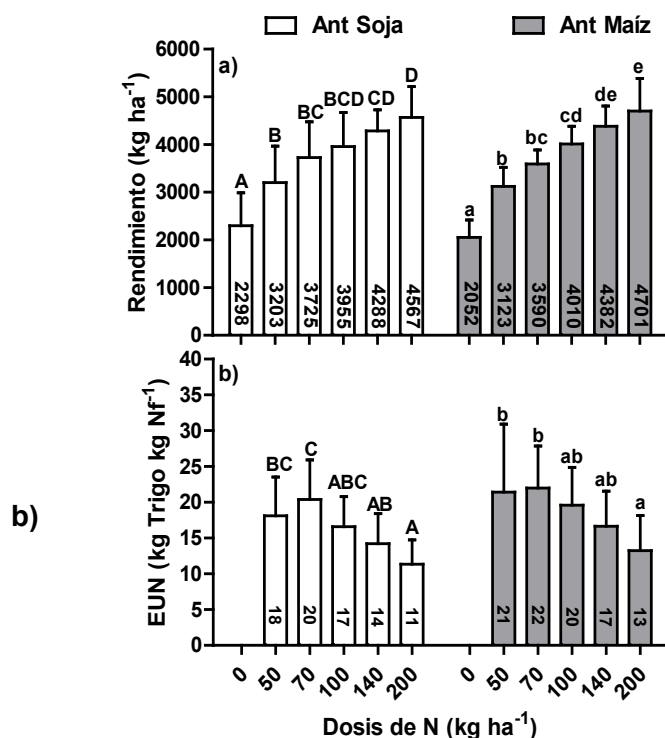 Ant Soja Ant Maíz
a)
Rendimiento (kg ha⁻¹)
6000
5000
4000
3000
2000
1000
0
A B BC BCD CD D
a b bc cd de e
2298 3203 3725 3955 4288 4567
2052 3123 3590 4010 4382 4701
b)
b)
EUN (kg Trigo kg Nf⁻¹)
40
35
30
25
20
15
10
5
0
BC C ABC AB A
b b ab ab a
18 20 17 14 11
21 22 20 17 13
0 50 70 100 140 200 0 50 70 100 140 200
Dosis de N (kg ha⁻¹)